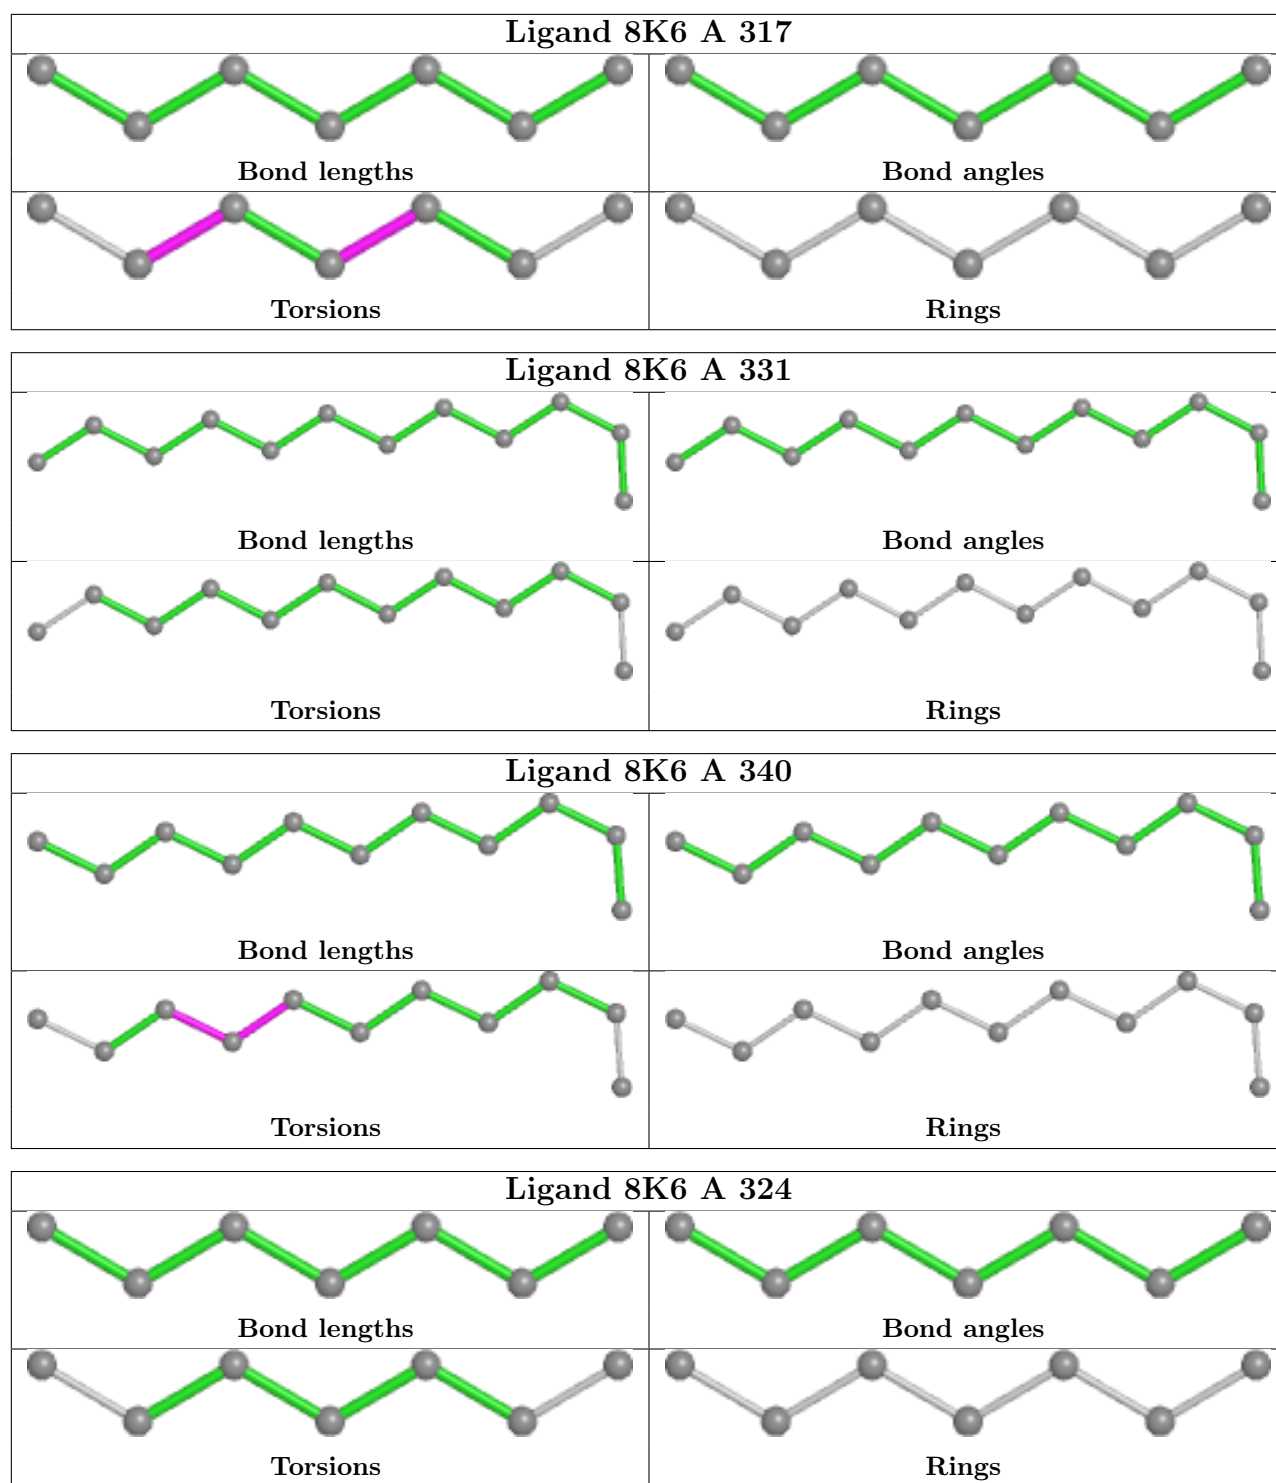 Ligand 8K6 A 317
Bond lengths
Bond angles
Torsions
Rings
Ligand 8K6 A 331
Bond lengths
Bond angles
Torsions
Rings
Ligand 8K6 A 340
Bond lengths
Bond angles
Torsions
Rings
Ligand 8K6 A 324
Bond lengths
Bond angles
Torsions
Rings